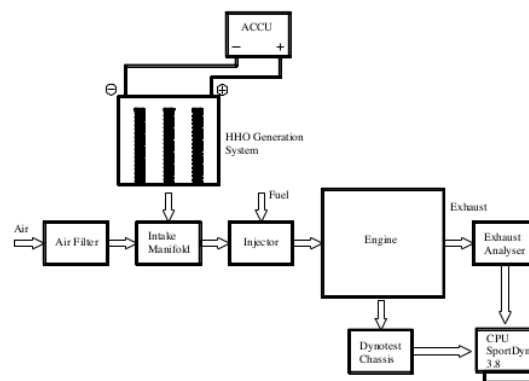 ACCU
− +
⊖ ⊕
HHO Generation
System
Fuel
Air
Exhaust
Air Filter
Intake
Manifold
Injector
Engine
Exhaust
Analyser
Dynotest
Chassis
CPU
SportDyn
3.8